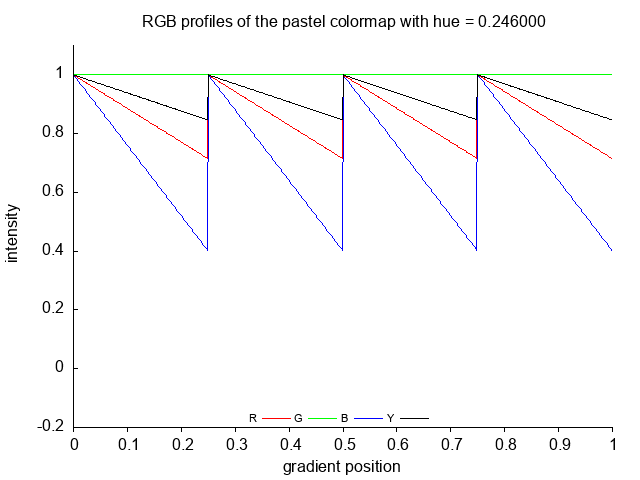 RGB profiles of the pastel colormap with hue = 0.246000
1
0.8
0.6
0.4
0.2
0
-0.2
intensity
R G B Y
0 0.1 0.2 0.3 0.4 0.5 0.6 0.7 0.8 0.9 1
gradient position